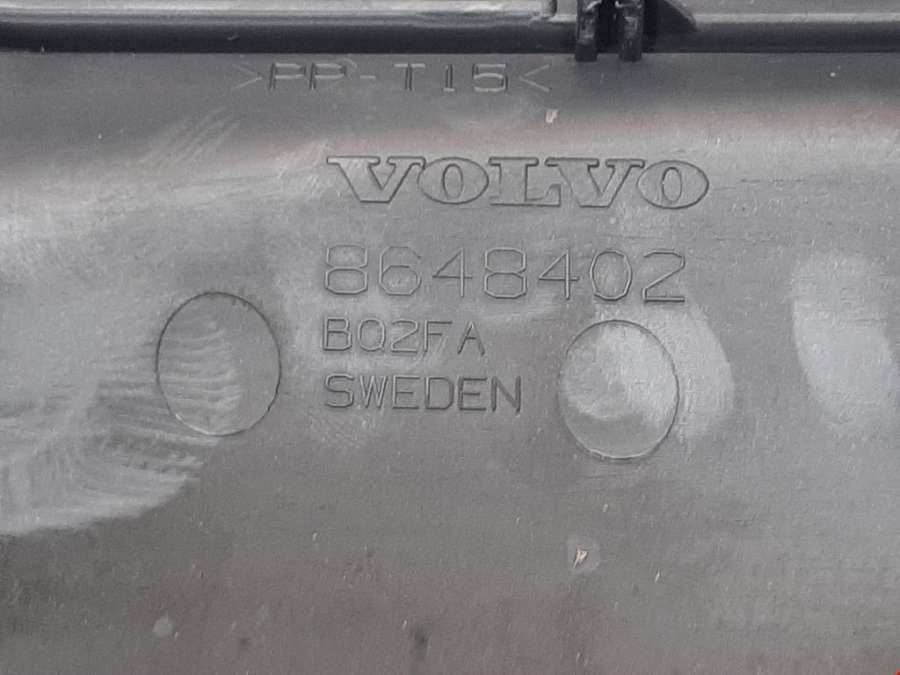 >PP-T15<
VOLVO
8648402
BQ2FA
SWEDEN